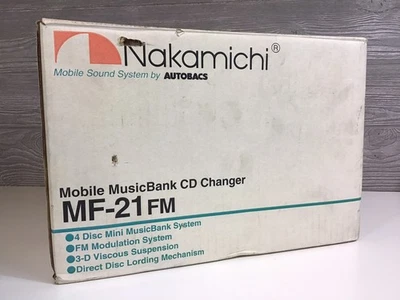 Nakamichi®
Mobile Sound System by AUTOBACS
Mobile MusicBank CD Changer
MF-21FM
4 Disc Mini MusicBank System
FM Modulation System
3-D Viscous Suspension
Direct Disc Lording Mechanism